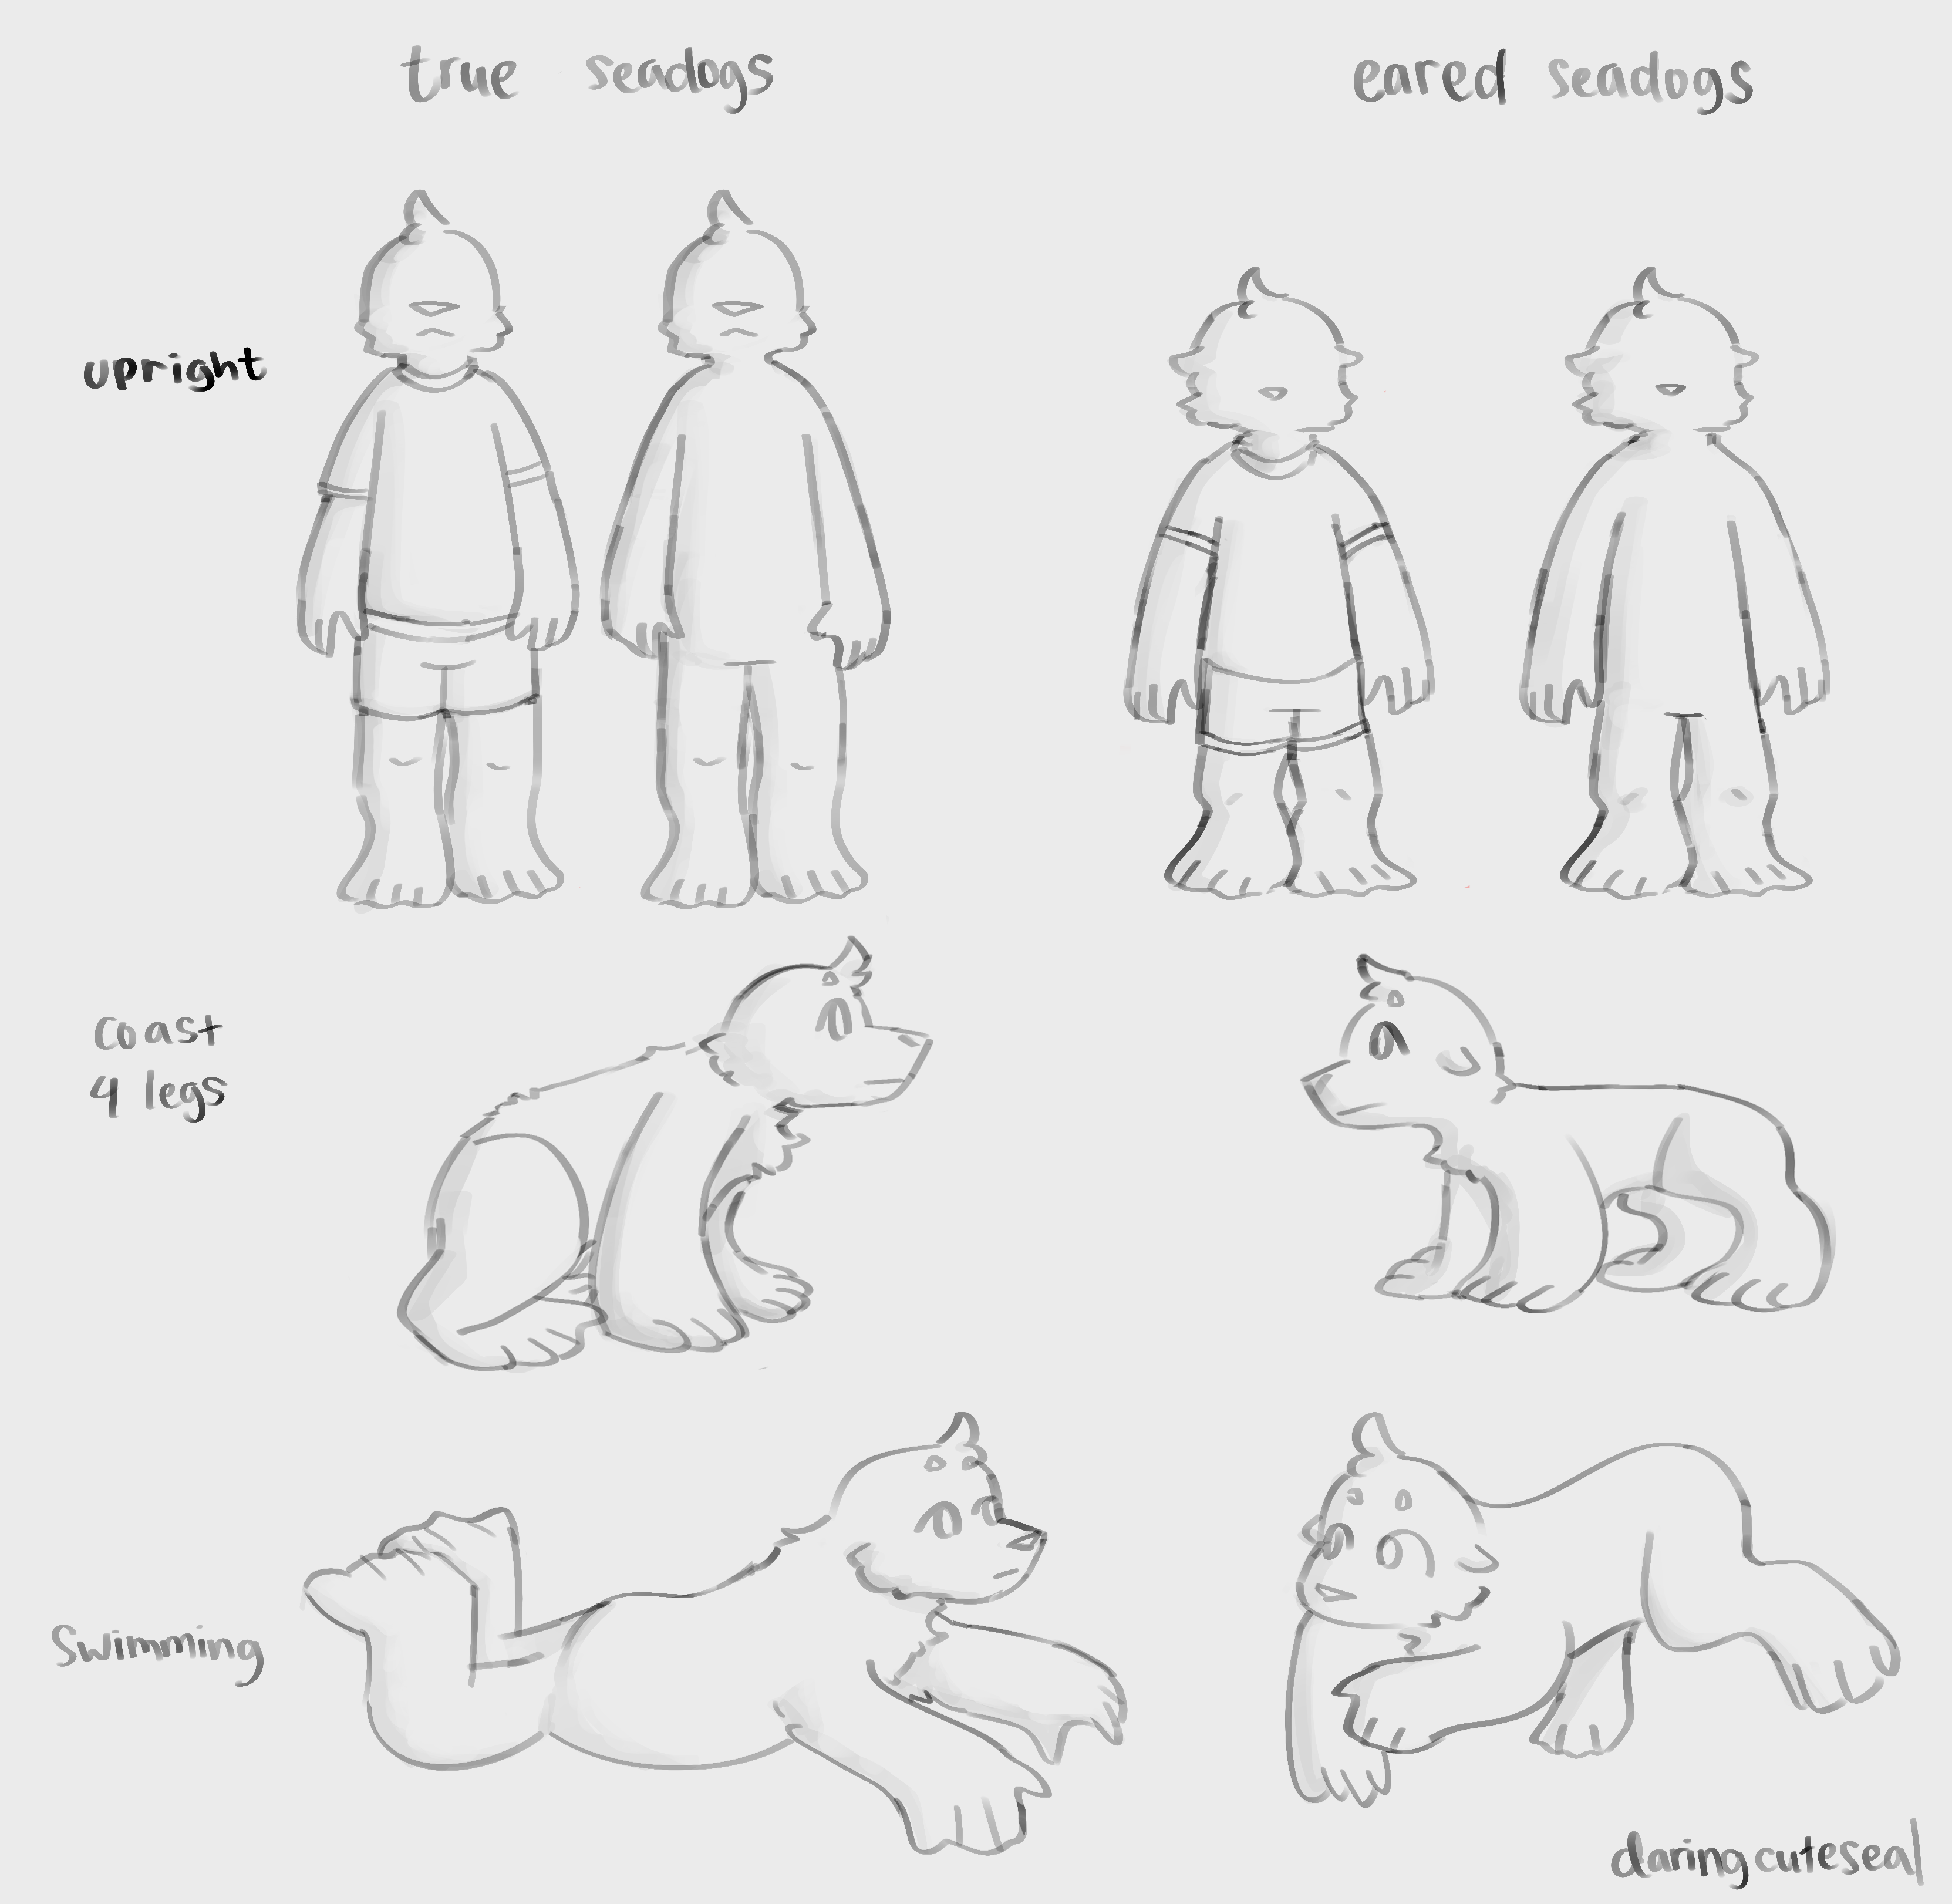 true seadogs
eared seadogs
upright
coast
4 legs
swimming
daringcuteseal